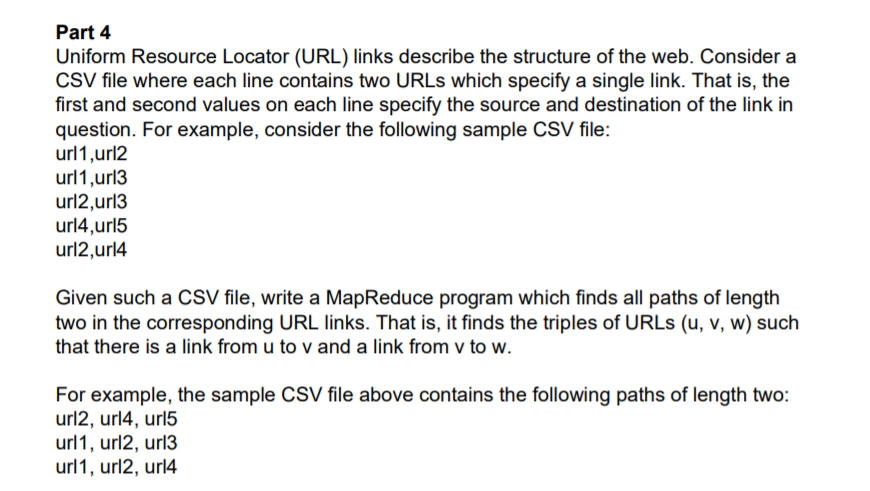 Part 4
Uniform Resource Locator (URL) links describe the structure of the web. Consider a
CSV file where each line contains two URLs which specify a single link. That is, the
first and second values on each line specify the source and destination of the link in
question. For example, consider the following sample CSV file:
url1,url2
url1,url3
url2,url3
url4,url5
url2,url4
Given such a CSV file, write a MapReduce program which finds all paths of length
two in the corresponding URL links. That is, it finds the triples of URLs (u, v, w) such
that there is a link from u to v and a link from v to w.
For example, the sample CSV file above contains the following paths of length two:
url2, url4, url5
url1, url2, url3
url1, url2, url4